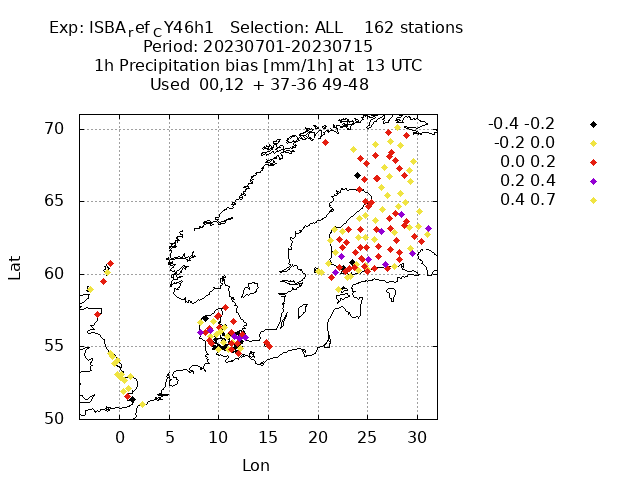 Exp: ISBA_ref_C Y46h1 Selection: ALL 162 stations
Period: 20230701-20230715
1h Precipitation bias [mm/1h] at 13 UTC
Used 00,12 + 37-36 49-48
-0.4 -0.2
-0.2 0.0
0.0 0.2
0.2 0.4
0.4 0.7
70
65
60
55
50
Lat
0 5 10 15 20 25 30
Lon